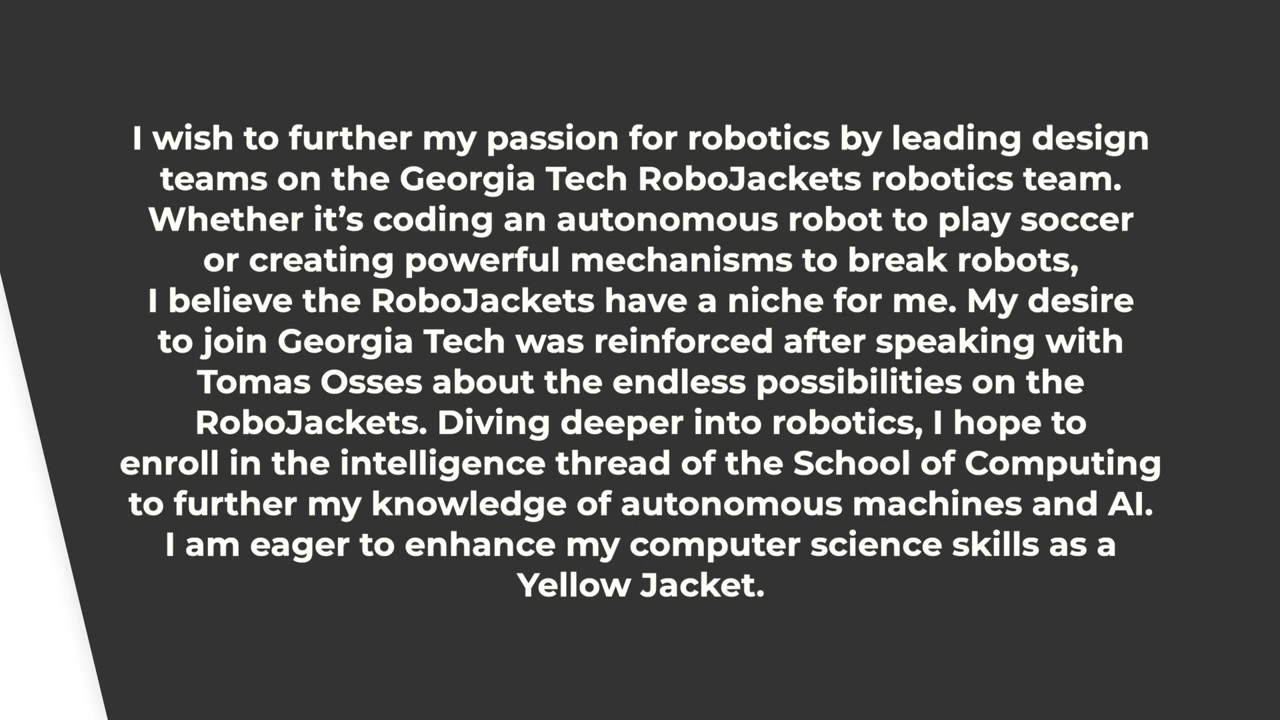 I wish to further my passion for robotics by leading design
teams on the Georgia Tech RoboJackets robotics team.
Whether it’s coding an autonomous robot to play soccer
or creating powerful mechanisms to break robots,
I believe the RoboJackets have a niche for me. My desire
to join Georgia Tech was reinforced after speaking with
Tomas Osses about the endless possibilities on the
RoboJackets. Diving deeper into robotics, I hope to
enroll in the intelligence thread of the School of Computing
to further my knowledge of autonomous machines and AI.
I am eager to enhance my computer science skills as a
Yellow Jacket.